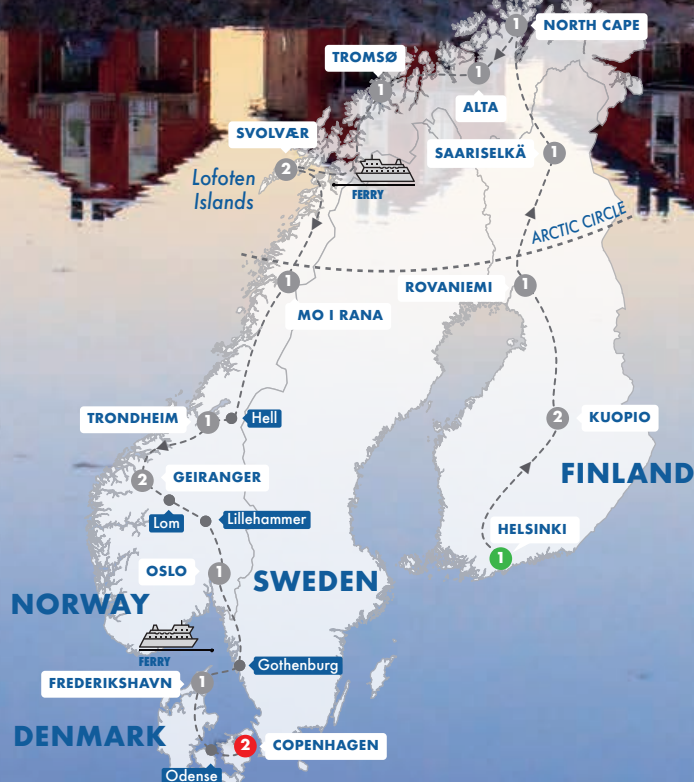 1
NORTH CAPE
TROMSØ
1
1
ALTA
SVOLVÆR
2
SAARISELKÄ
1
Lofoten
Islands
FERRY
ARCTIC CIRCLE
1
ROVANIEMI
1
MO I RANA
TRONDHEIM
1
Hell
2
KUOPIO
2
GEIRANGER
FINLAND
Lom
Lillehammer
HELSINKI
1
OSLO
1
SWEDEN
NORWAY
FERRY
Gothenburg
FREDERIKSHAVN
1
DENMARK
2
COPENHAGEN
Odense